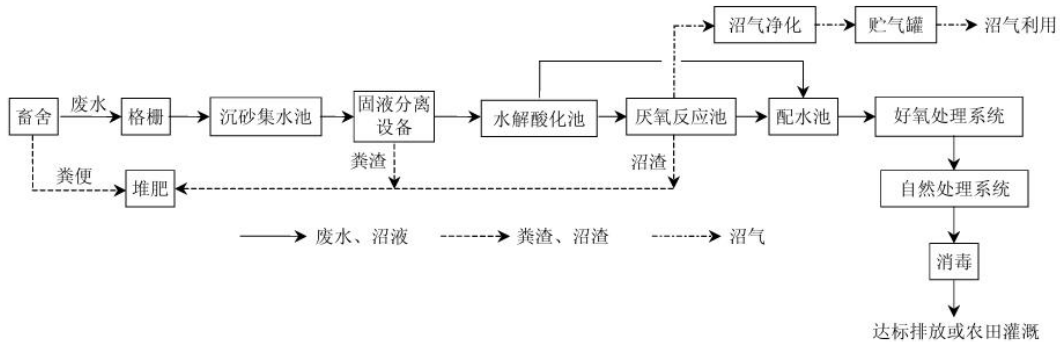 沼气净化
贮气罐
沼气利用
畜舍
废水
格栅
沉砂集水池
固液分离
设备
水解酸化池
厌氧反应池
配水池
好氧处理系统
粪便
堆肥
粪渣
沼渣
自然处理系统
废水、沼液
粪渣、沼渣
沼气
消毒
达标排放或农田灌溉